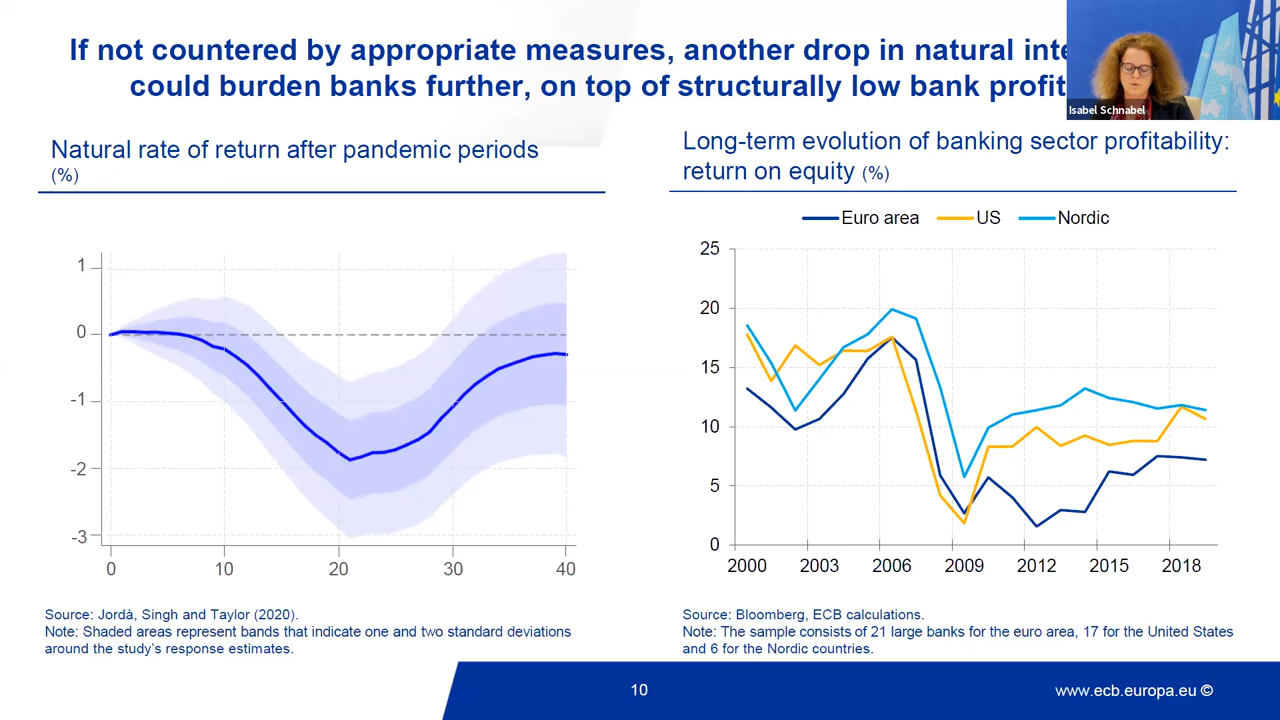 If not countered by appropriate measures, another drop in natural
could burden banks further, on top of structurally low bank
Isabel Schnabel
Natural rate of return after pandemic periods
(%)
1
0
-1
-2
-3
0 10 20 30 40
Source: Jordà, Singh and Taylor (2020).
Note: Shaded areas represent bands that indicate one and two standard deviations
around the study's response estimates.
Long-term evolution of banking sector profitability:
return on equity (%)
Euro area US Nordic
25
20
15
10
5
0
2000 2003 2006 2009 2012 2015 2018
Source: Bloomberg, ECB calculations.
Note: The sample consists of 21 large banks for the euro area, 17 for the United States
and 6 for the Nordic countries.
10
www.ecb.europa.eu ©